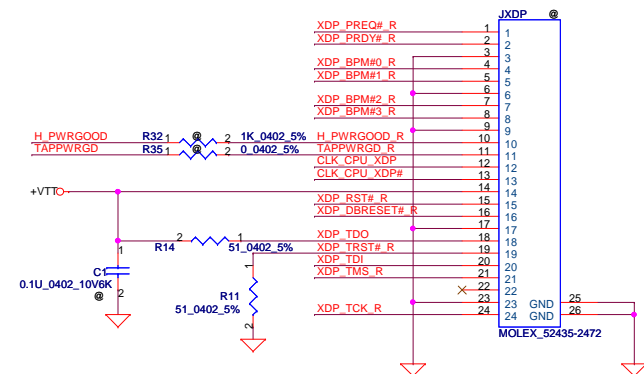 JXDP @
XDP_PREQ#_R 1 1
XDP_PRDY#_R 2 2
3 3
XDP_BPM#0_R 4 4
XDP_BPM#1_R 5 5
6 6
XDP_BPM#2_R 7 7
XDP_BPM#3_R 8 8
9 9
H_PWRGOOD R32 1 @ 2 1K_0402_5% H_PWRGOOD_R 10 10
TAPPWRGD R35 1 @ 2 0_0402_5% TAPPWRGD_R 11 11
CLK_CPU_XDP 12 12
CLK_CPU_XDP# 13 13
+VTT 14 14
XDP_RST#_R 15 15
XDP_DBRESET#_R 16 16
17 17
R14 2 1 51_0402_5% XDP_TDO 18 18
XDP_TRST#_R 19 19
XDP_TDI 20 20
XDP_TMS_R 21 21
22 22
23 23 GND 25
XDP_TCK_R 24 24 GND 26
MOLEX_52435-2472
1
C1
0.1U_0402_10V6K
@ 2
1
R11
51_0402_5%
2